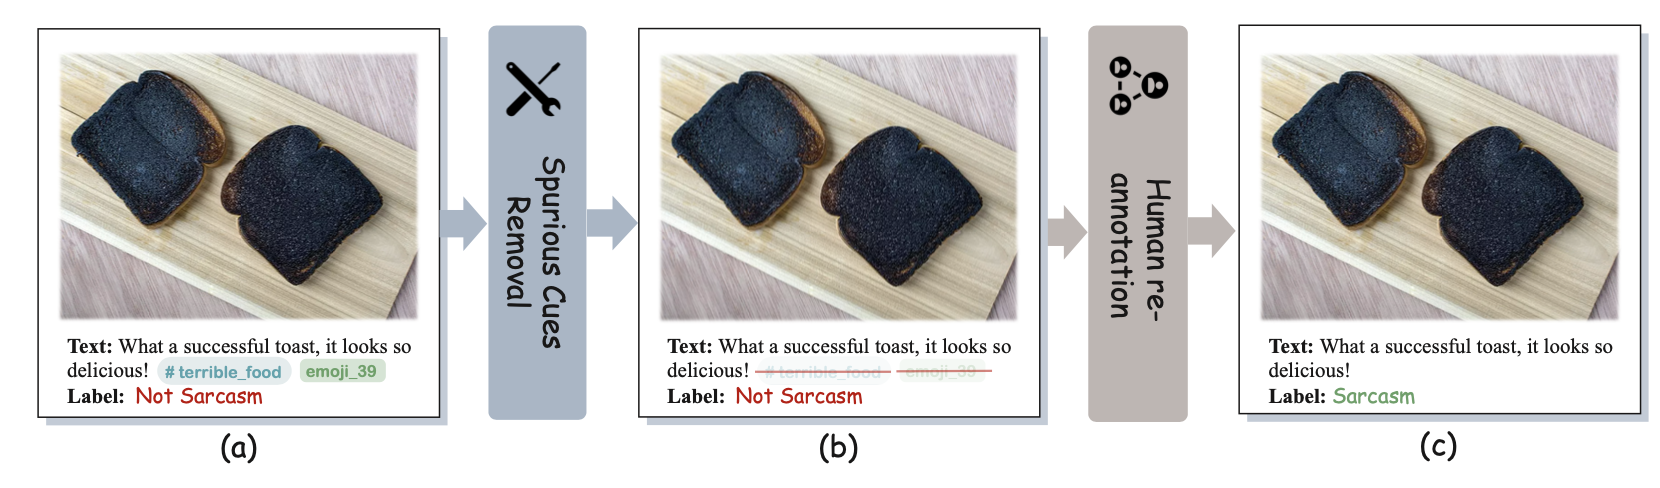 Text: What a successful toast, it looks so
delicious! # terrible_food emoji_39
Label: Not Sarcasm
(a)
Spurious Cues
Removal
Text: What a successful toast, it looks so
delicious! # terrible_food emoji_39
Label: Not Sarcasm
(b)
Human re-
annotation
Text: What a successful toast, it looks so
delicious!
Label: Sarcasm
(c)